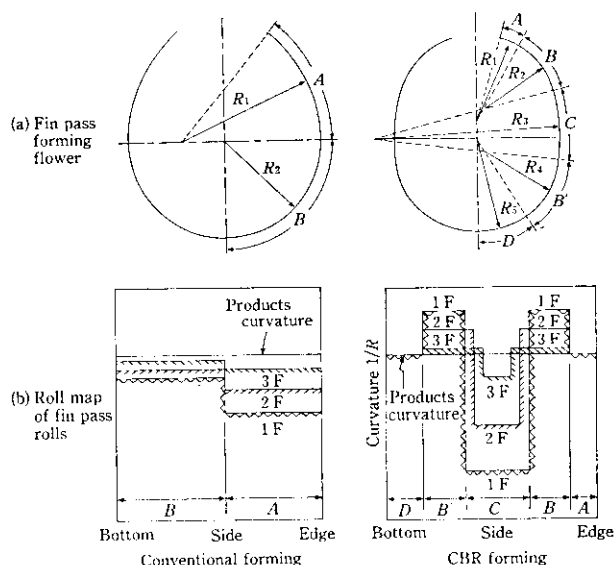 (a) Fin pass forming flower
R1
A
R2
B
A
R1
R2
B
R3
C
R4
B'
R5
D
(b) Roll map of fin pass rolls
Products curvature
3 F
2 F
1 F
B
A
Bottom
Side
Edge
Conventional forming
Curvature 1/R
1 F
2 F
3 F
1 F
2 F
3 F
Products curvature
3 F
2 F
1 F
D
B
C
B
A
Bottom
Side
Edge
CBR forming